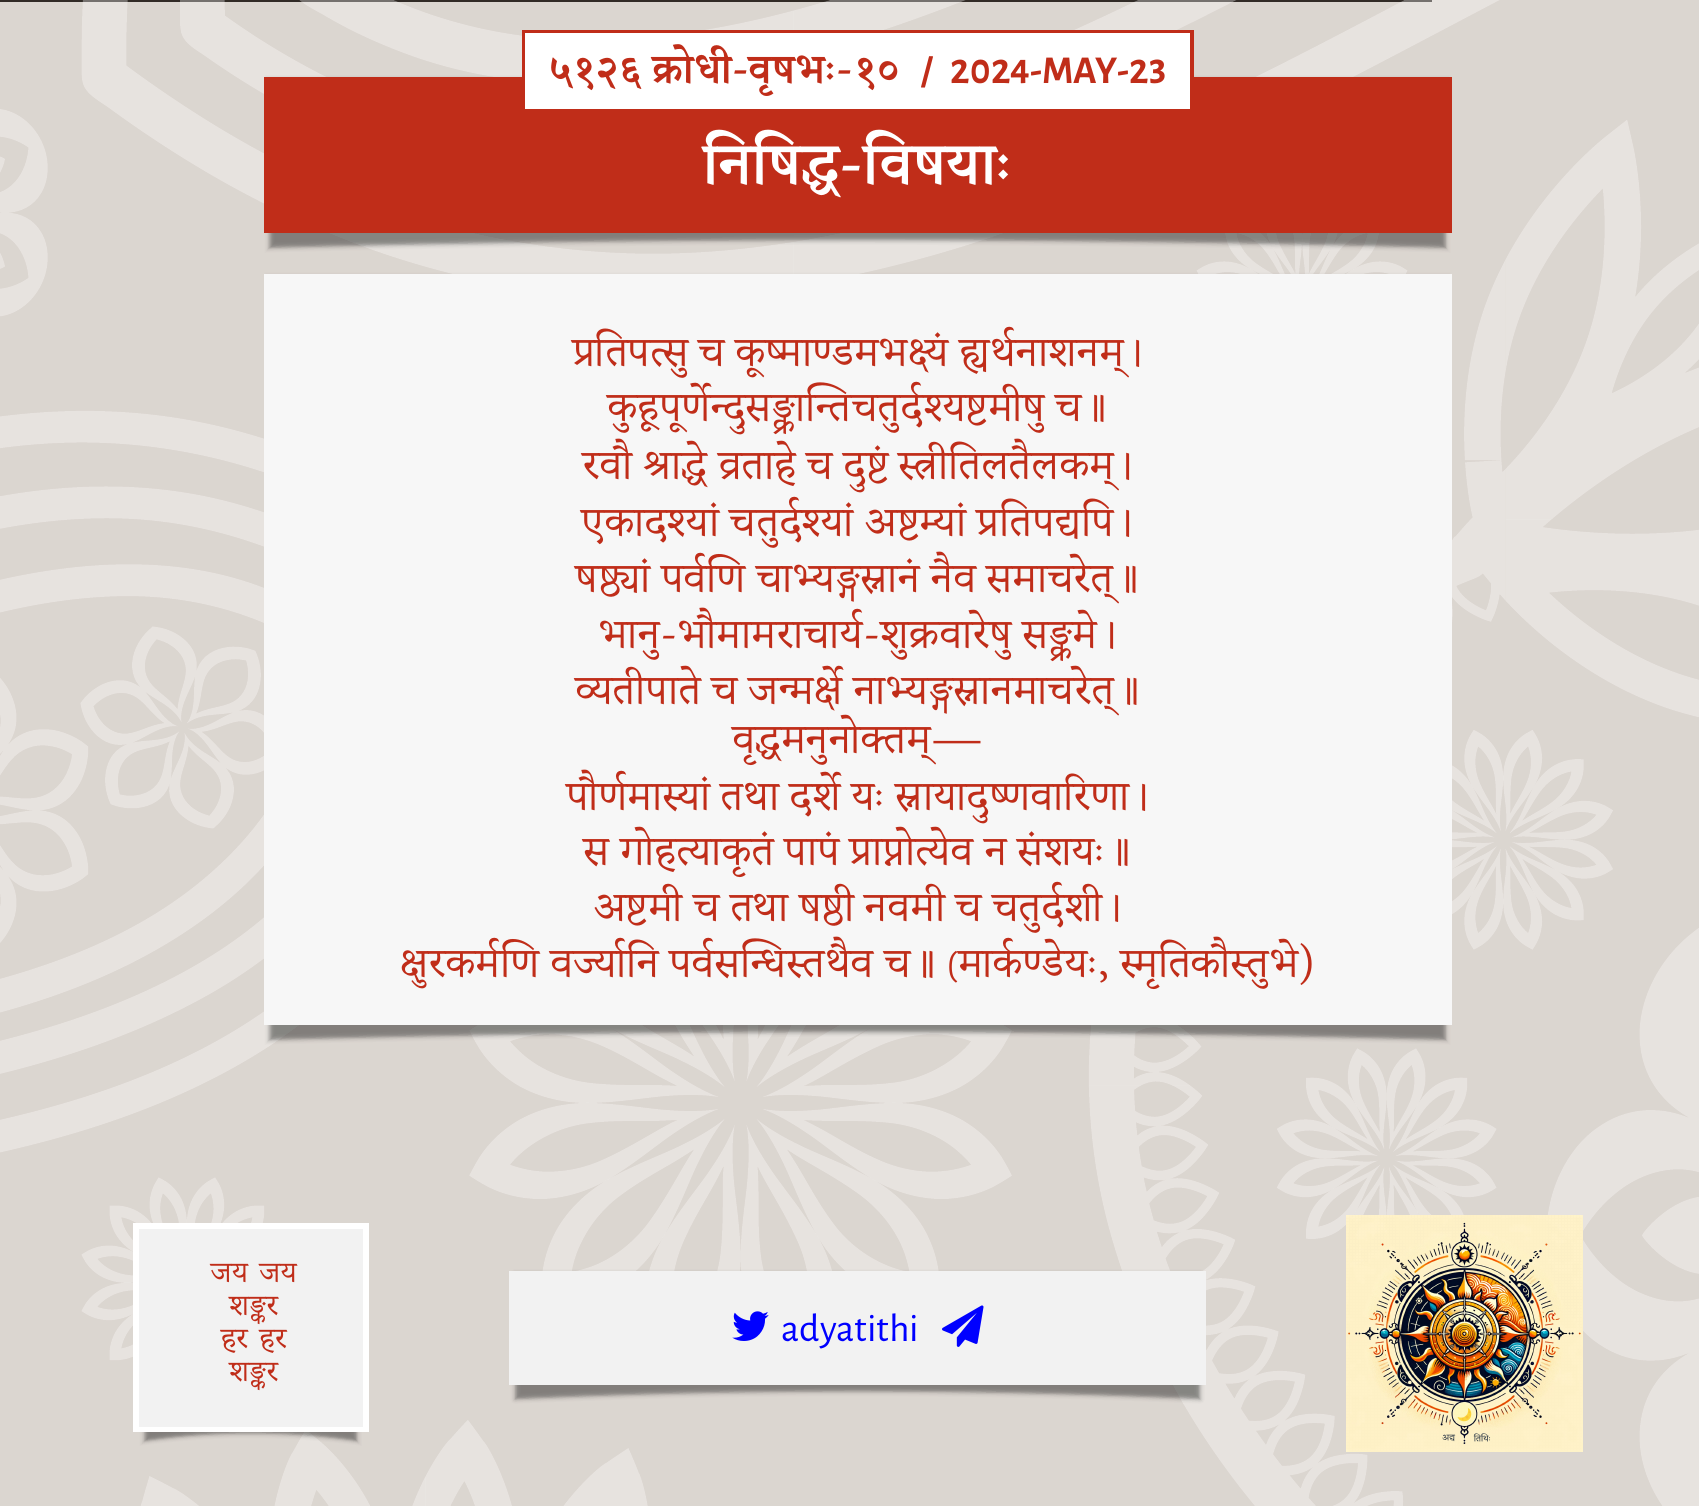 ५१२६ क्रोधी-वृषभः-१० / 2024-MAY-23
निषिद्ध-विषयाः
प्रतिपत्सु च कूष्माण्डमभक्ष्यं ह्यर्थनाशनम्।
कुहूपूर्णेन्दुसङ्क्रान्तिचतुर्दश्यष्टमीषु च॥
रवौ श्राद्धे व्रताहे च दुष्टं स्त्रीतिलतैलकम्।
एकादश्यां चतुर्दश्यां अष्टम्यां प्रतिपद्यपि।
षष्ठ्यां पर्वणि चाभ्यङ्गस्नानं नैव समाचरेत्॥
भानु-भौमामराचार्य-शुक्रवारेषु सङ्क्रमे।
व्यतीपाते च जन्मर्क्षे नाभ्यङ्गस्नानमाचरेत्॥
वृद्धमनुनोक्तम्—
पौर्णमास्यां तथा दर्शे यः स्नायादुष्णवारिणा।
स गोहत्याकृतं पापं प्राप्नोत्येव न संशयः॥
अष्टमी च तथा षष्ठी नवमी च चतुर्दशी।
क्षुरकर्मणि वर्ज्यानि पर्वसन्धिस्तथैव च॥ (मार्कण्डेयः, स्मृतिकौस्तुभे)
जय जय
शङ्कर
हर हर
शङ्कर
adyatithi
अद्य तिथिः